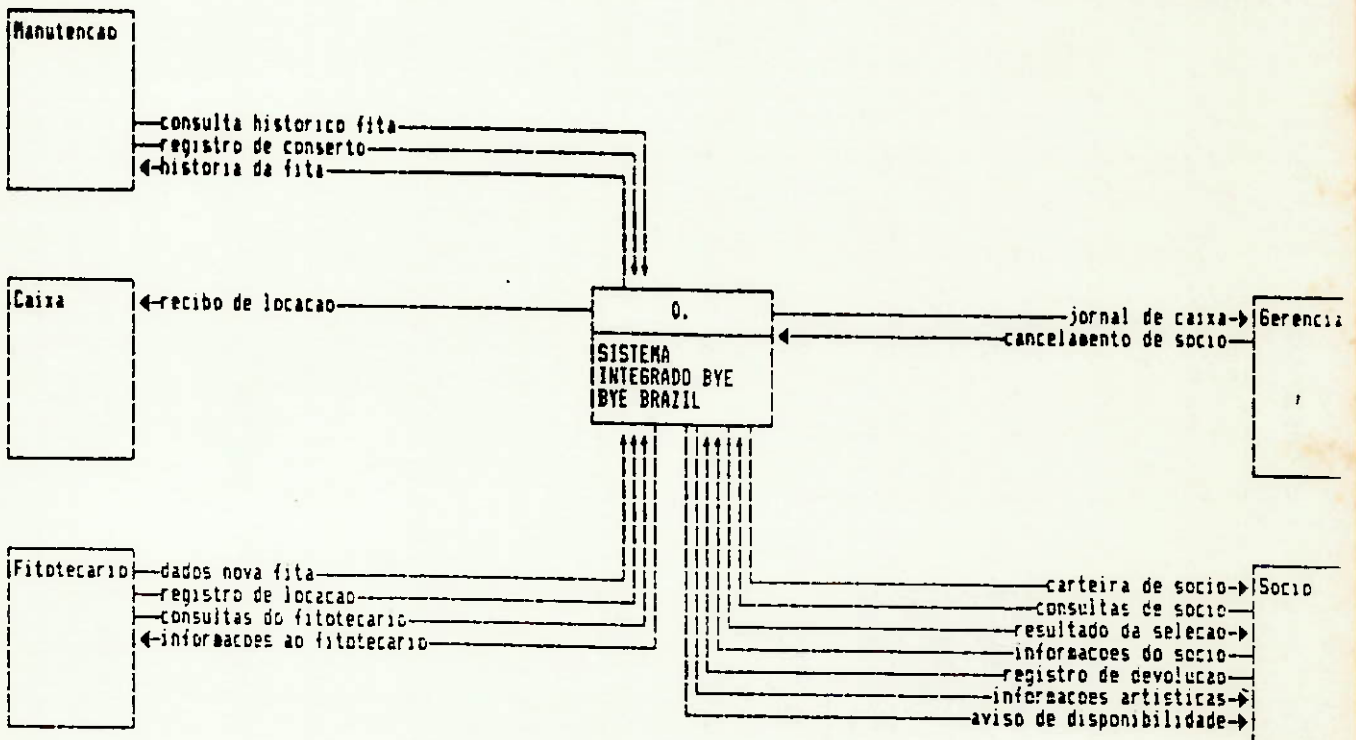 Manutencao
consulta historico fita
registro de conserto
historia da fita
Caixa
recibo de locacao
0.
SISTEMA
INTEGRADO BYE
BYE BRAZIL
jornal de caixa
cancelamento de socio
Gerencia
Fitotecario
dados nova fita
registro de locacao
consultas do fitotecario
informacoes ao fitotecario
Socio
carteira de socio
consultas de socio
resultado da selecao
informacoes do socio
registro de devolucao
informacoes artisticas
aviso de disponibilidade